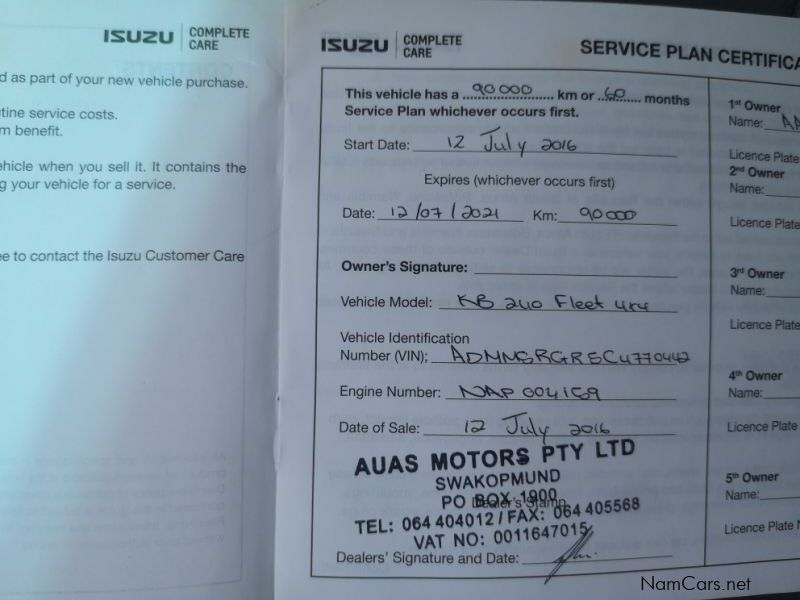 ISUZU COMPLETE CARE
d as part of your new vehicle purchase.
tine service costs.
m benefit.
ehicle when you sell it. It contains the
g your vehicle for a service.
e to contact the Isuzu Customer Care
ISUZU COMPLETE CARE
SERVICE PLAN CERTIFICA
This vehicle has a 90 000 km or 60 months
Service Plan whichever occurs first.
Start Date: 12 July 2016
Expires (whichever occurs first)
Date: 12/07/2021 Km: 90 000
Owner's Signature:
Vehicle Model: KB 240 Fleet 4x4
Vehicle Identification
Number (VIN);
Engine Number:
Date of Sale: 12 July 2016
AUAS MOTORS PTY LTD
SWAKOPMUND
PO BOX 1900
Dealer's Stamp
TEL: 064 404012 / FAX: 064 405568
VAT NO: 0011647015
Dealers' Signature and Date:
1st Owner
Name: AA
Licence Plate
2nd Owner
Name:
Licence Plate
3rd Owner
Name:
Licence Plate
4th Owner
Name:
Licence Plate
5th Owner
Name:
Licence Plate N
NamCars.net